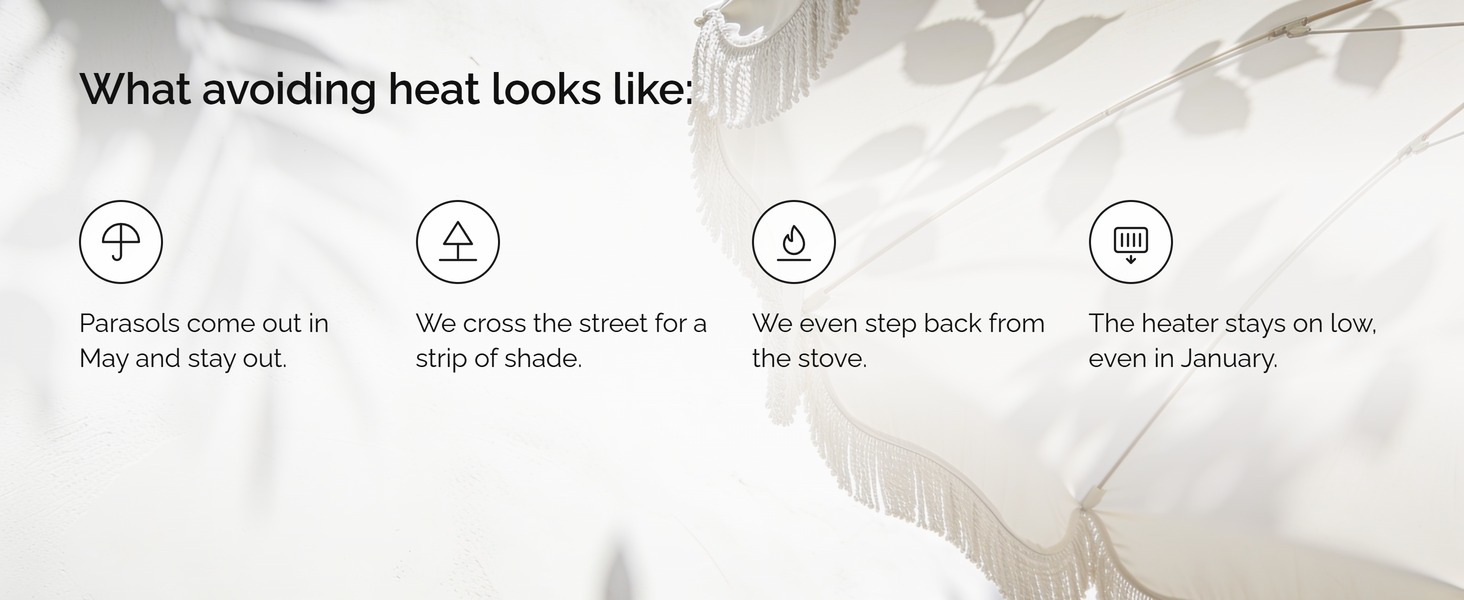 What avoiding heat looks like:
Parasols come out in
May and stay out.
We cross the street for a
strip of shade.
We even step back from
the stove.
The heater stays on low,
even in January.